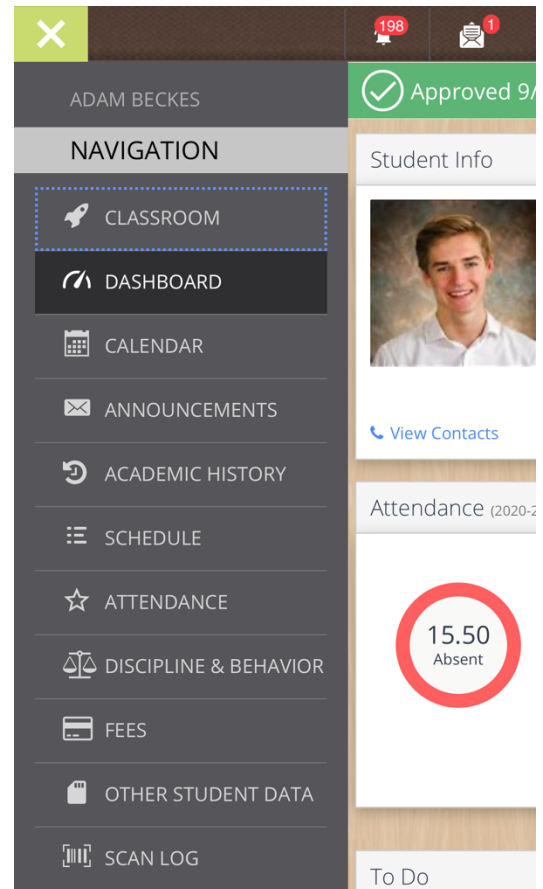 198
1
ADAM BECKES
NAVIGATION
CLASSROOM
DASHBOARD
CALENDAR
ANNOUNCEMENTS
ACADEMIC HISTORY
SCHEDULE
ATTENDANCE
DISCIPLINE & BEHAVIOR
FEES
OTHER STUDENT DATA
SCAN LOG
Approved 9/
Student Info
View Contacts
Attendance (2020-2
15.50
Absent
To Do